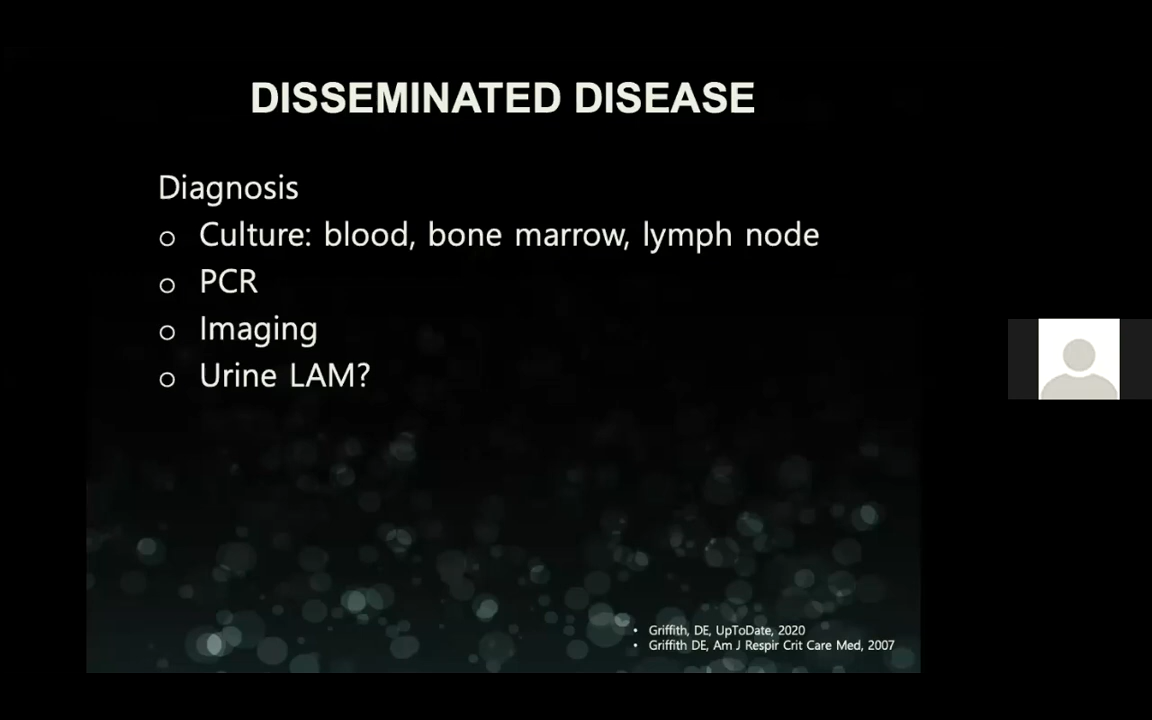 DISSEMINATED DISEASE
Diagnosis
o Culture: blood, bone marrow, lymph node
o PCR
o Imaging
o Urine LAM?
• Griffith, DE, UpToDate, 2020
• Griffith DE, Am J Respir Crit Care Med, 2007